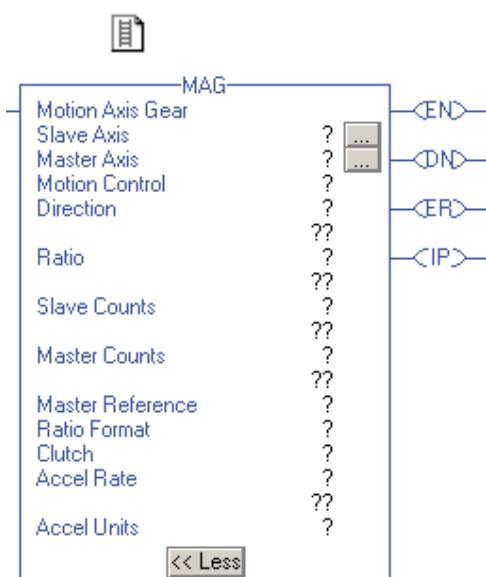 MAG
Motion Axis Gear EN
Slave Axis ? ...
Master Axis ? ... DN
Motion Control ?
Direction ? ER
??
Ratio ? IP
??
Slave Counts ?
??
Master Counts ?
??
Master Reference ?
Ratio Format ?
Clutch ?
Accel Rate ?
??
Accel Units ?
<< Less